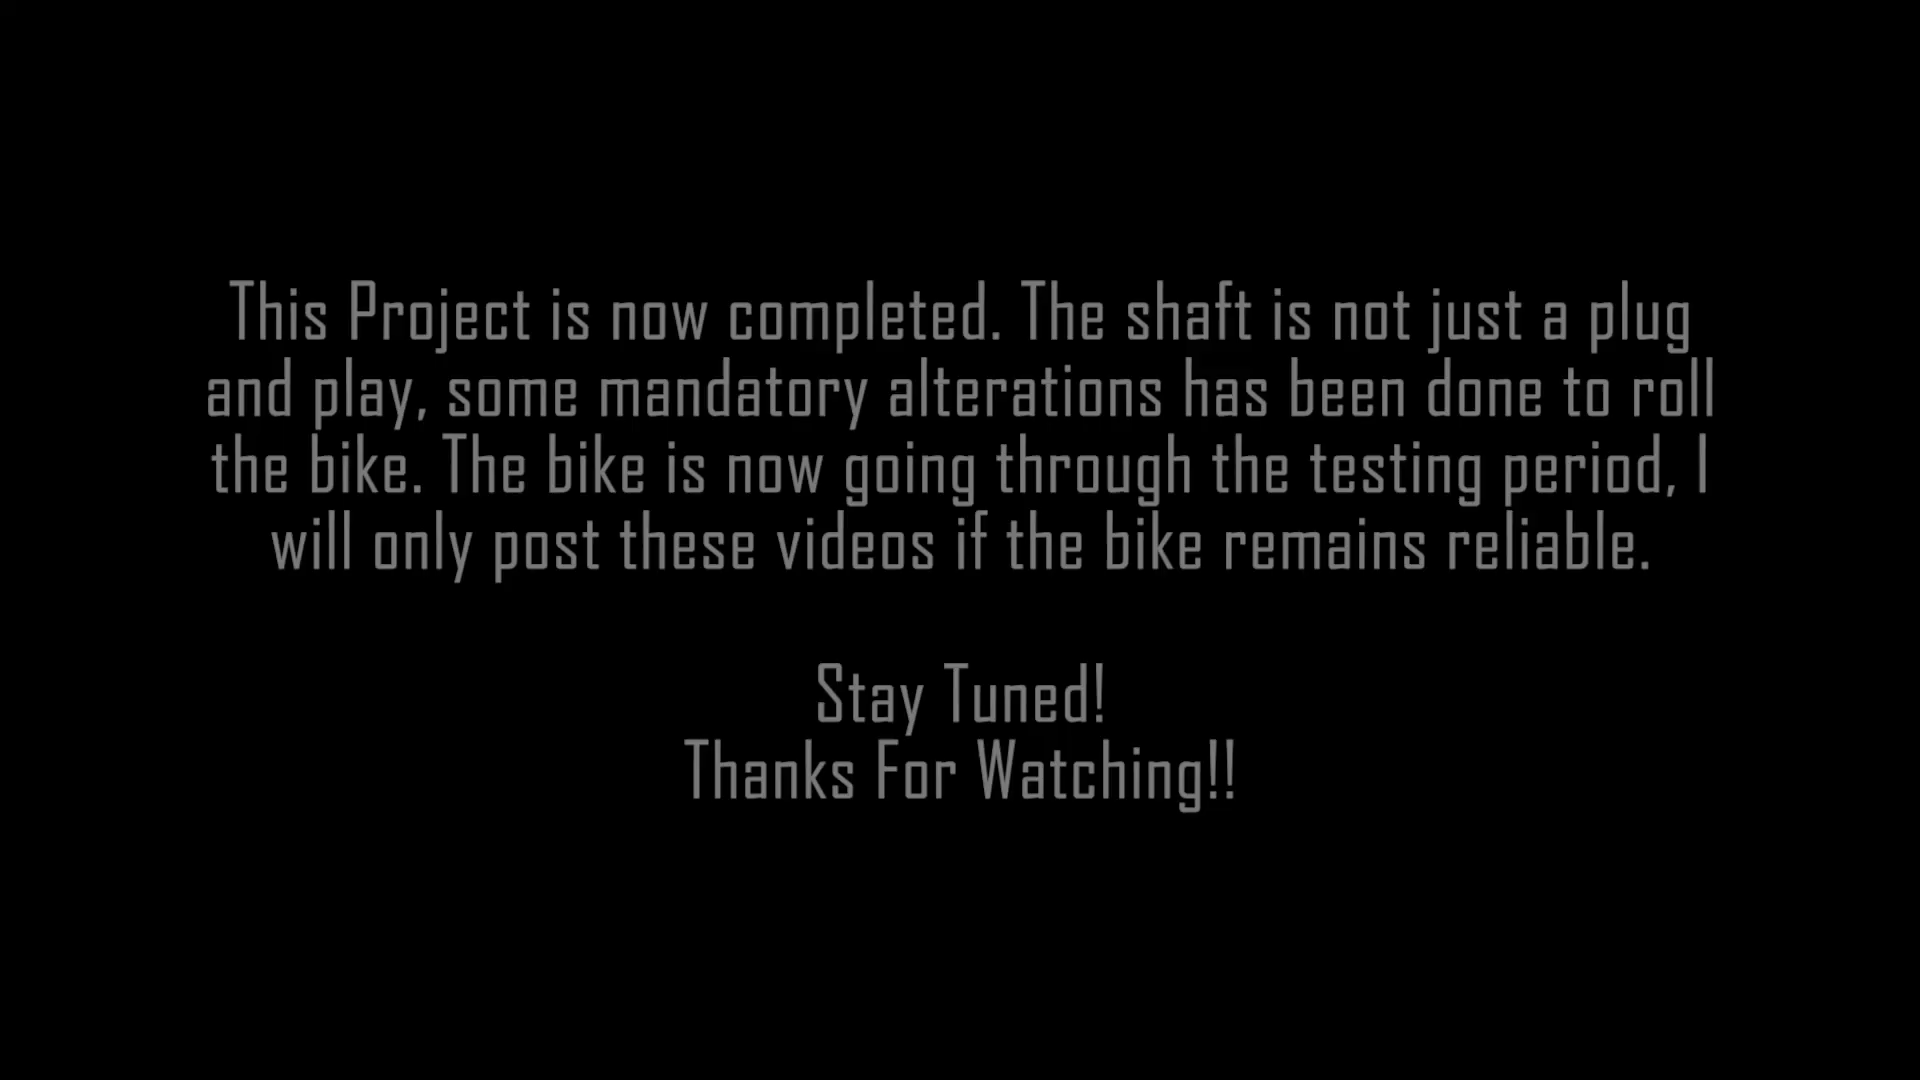 This Project is now completed. The shaft is not just a plug
and play, some mandatory alterations has been done to roll
the bike. The bike is now going through the testing period, I
will only post these videos if the bike remains reliable.
Stay Tuned!
Thanks For Watching!!